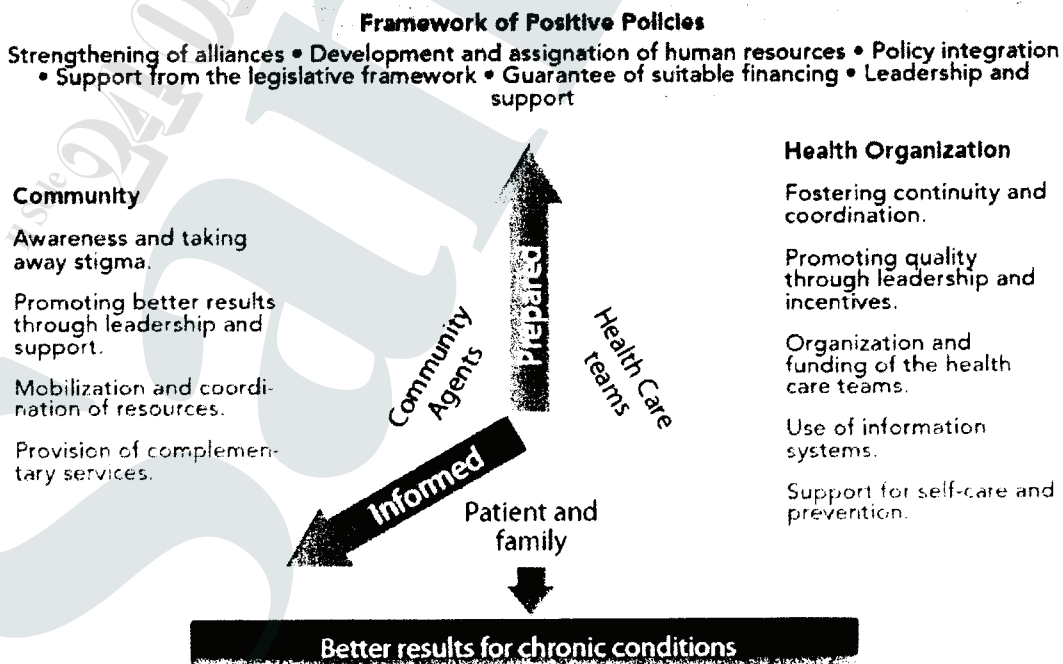 Framework of Positive Policies
Strengthening of alliances • Development and assignation of human resources • Policy integration
• Support from the legislative framework • Guarantee of suitable financing • Leadership and
support
Community
Awareness and taking
away stigma.
Promoting better results
through leadership and
support.
Mobilization and coordi-
nation of resources.
Provision of complemen-
tary services.
Community
Agents
Prepared
Health Care
teams
Informed
Patient and
family
Health Organization
Fostering continuity and
coordination.
Promoting quality
through leadership and
incentives.
Organization and
funding of the health
care teams.
Use of information
systems.
Support for self-care and
prevention.
Better results for chronic conditions